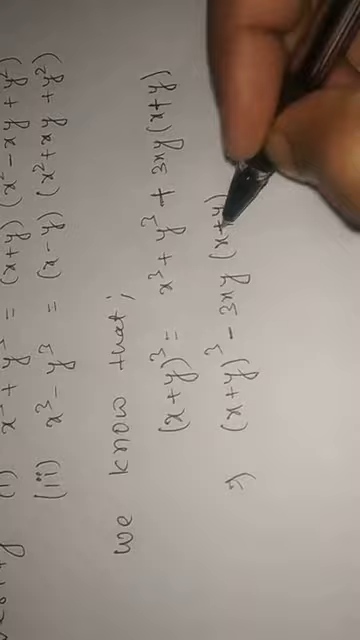 (i) x³ + y³ = (x+y) (x² - xy + y²)
(iii) x³ - y³ = (x - y) (x² + xy + y²)
we know that,
(x+y)³ = x³ + y³ + 3xy (x+y)
⇒ (x+y)³ - 3xy (x+y)